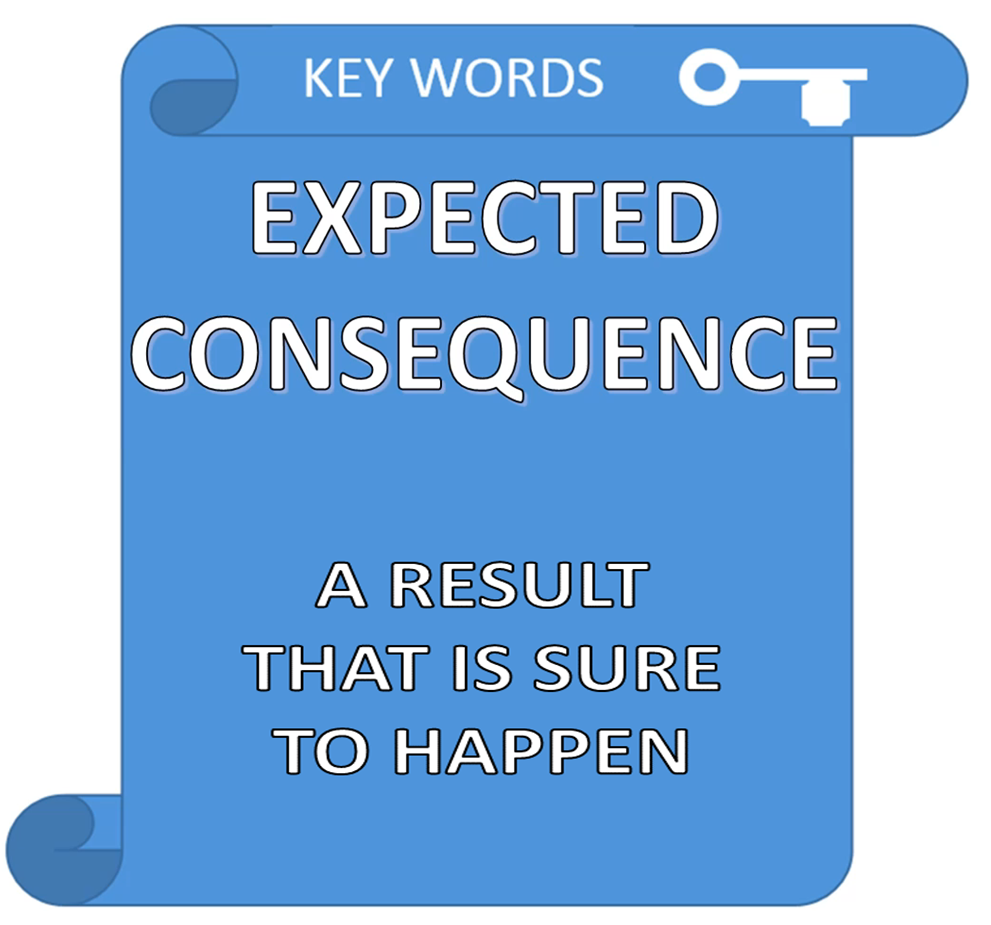 KEY WORDS
EXPECTED
CONSEQUENCE
A RESULT
THAT IS SURE
TO HAPPEN